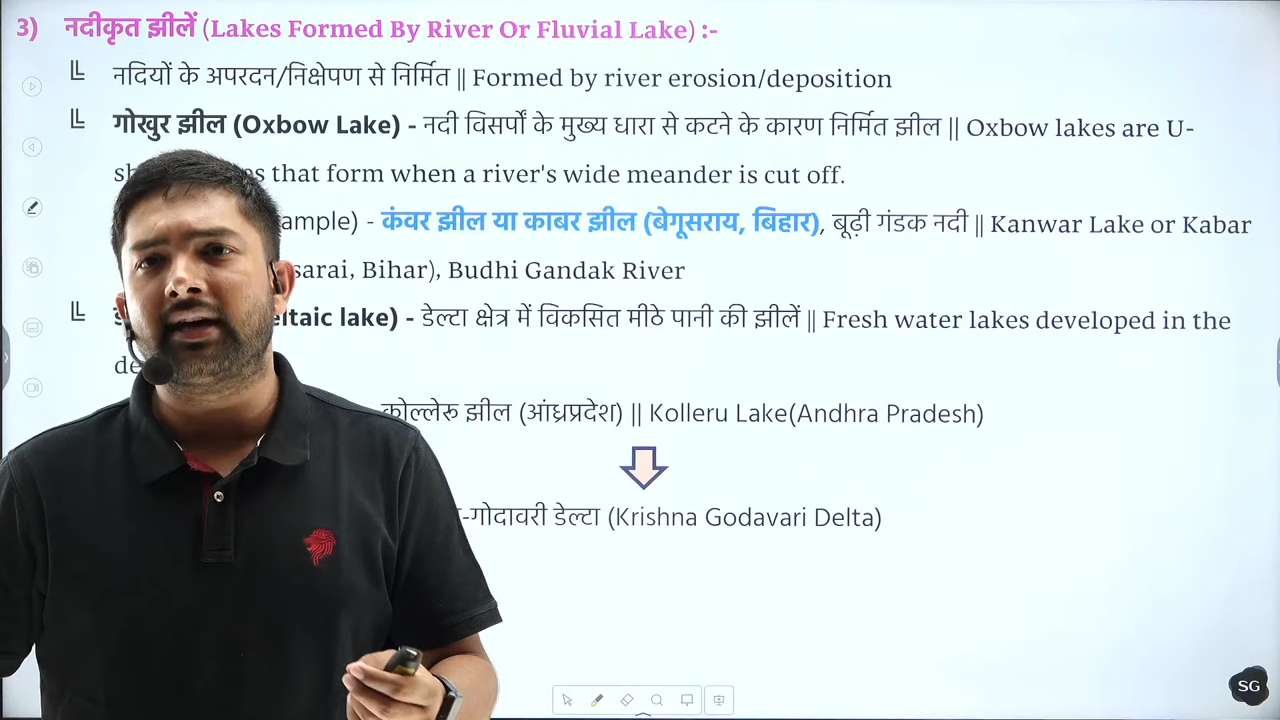 3) नदीकृत झीलें (Lakes Formed By River Or Fluvial Lake) :-
नदियों के अपरदन/निक्षेपण से निर्मित || Formed by river erosion/deposition
गोखुर झील (Oxbow Lake) - नदी विसर्पों के मुख्य धारा से कटने के कारण निर्मित झील || Oxbow lakes are U-
that form when a river's wide meander is cut off.
- कंवर झील या काबर झील (बेगूसराय, बिहार), बूढ़ी गंडक नदी || Kanwar Lake or Kabar
Bihar), Budhi Gandak River
lake) - डेल्टा क्षेत्र में विकसित मीठे पानी की झीलें || Fresh water lakes developed in the
कोल्लेरू झील (आंध्रप्रदेश) || Kolleru Lake(Andhra Pradesh)
-गोदावरी डेल्टा (Krishna Godavari Delta)
SG